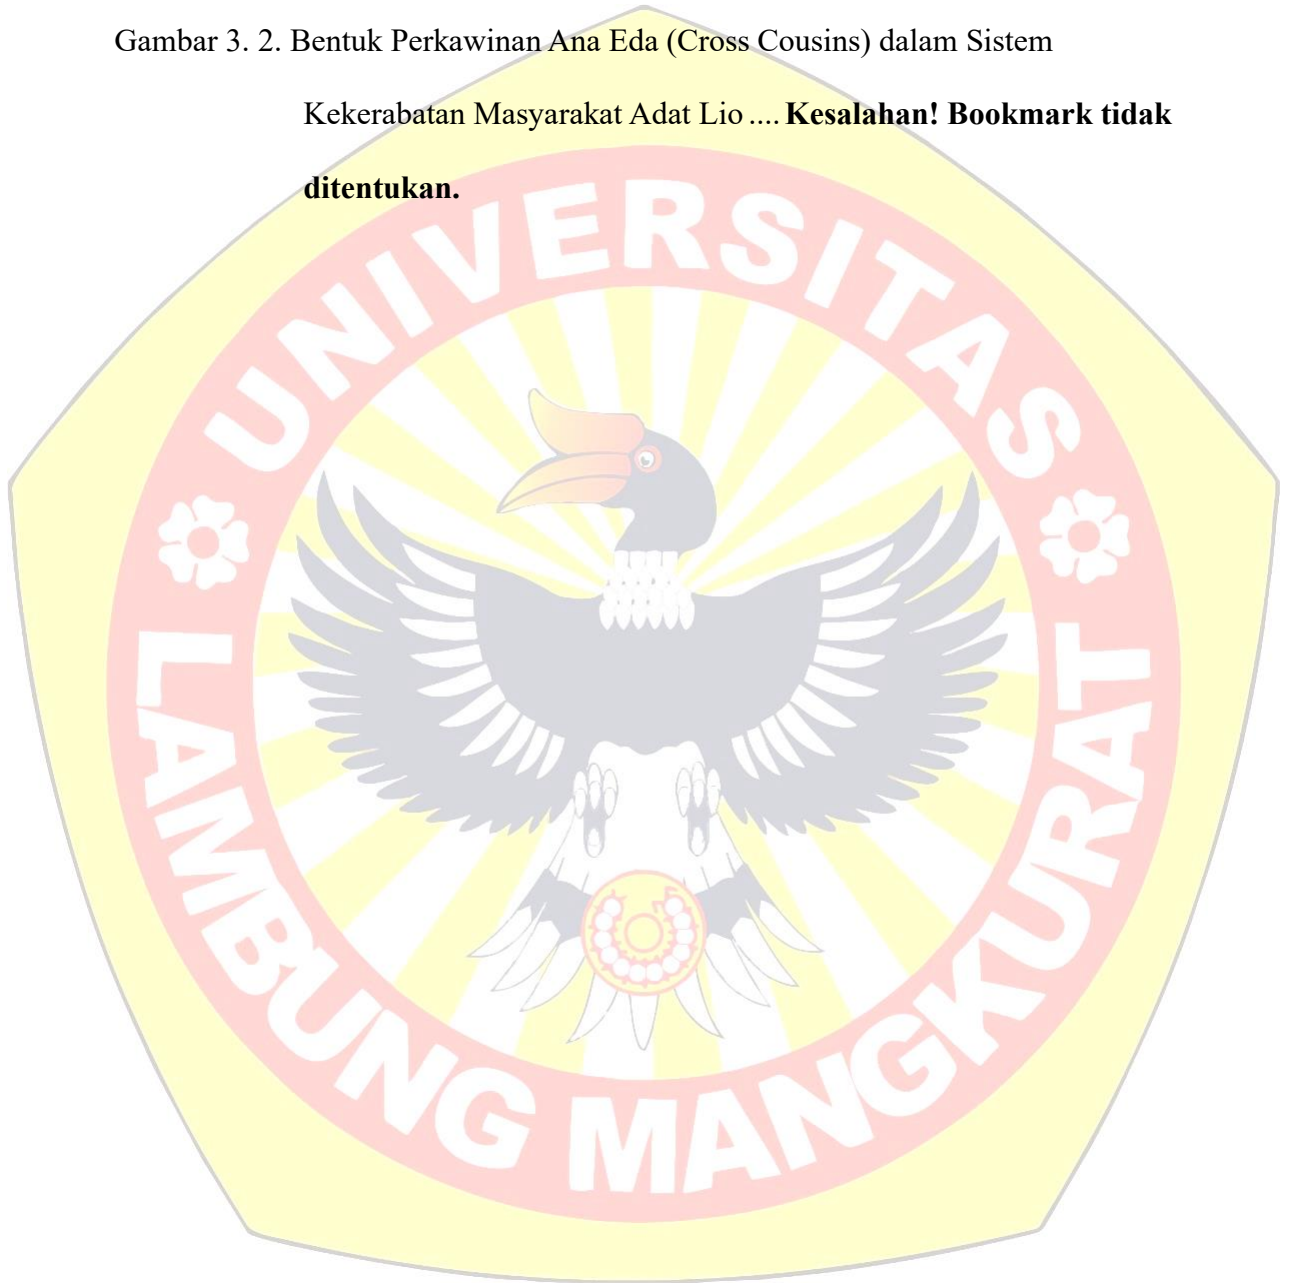 Gambar 3. 2. Bentuk Perkawinan Ana Eda (Cross Cousins) dalam Sistem
Kekerabatan Masyarakat Adat Lio .... Kesalahan! Bookmark tidak
ditentukan.
UNIVERSITAS
LAMBUNG MANGKURAT